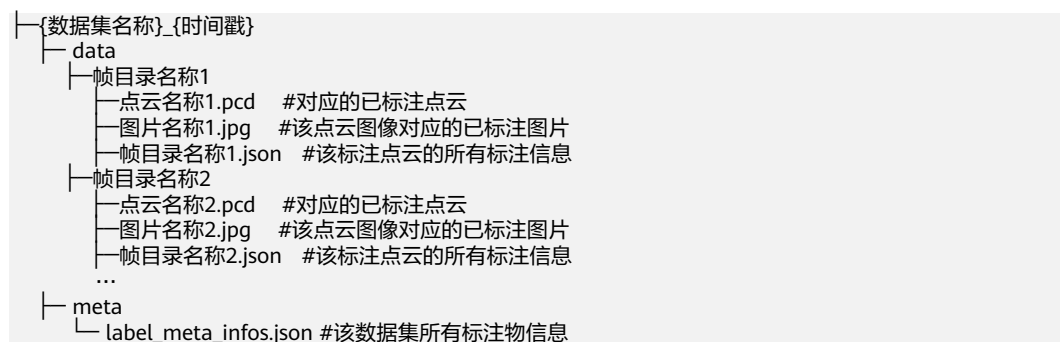 ├─{数据集名称}_{时间戳}
├─ data
├─帧目录名称1
├─点云名称1.pcd #对应的已标注点云
├─图片名称1.jpg #该点云图像对应的已标注图片
├─帧目录名称1.json #该标注点云的所有标注信息
├─帧目录名称2
├─点云名称2.pcd #对应的已标注点云
├─图片名称2.jpg #该点云图像对应的已标注图片
├─帧目录名称2.json #该标注点云的所有标注信息
...
├─ meta
└─ label_meta_infos.json #该数据集所有标注物信息